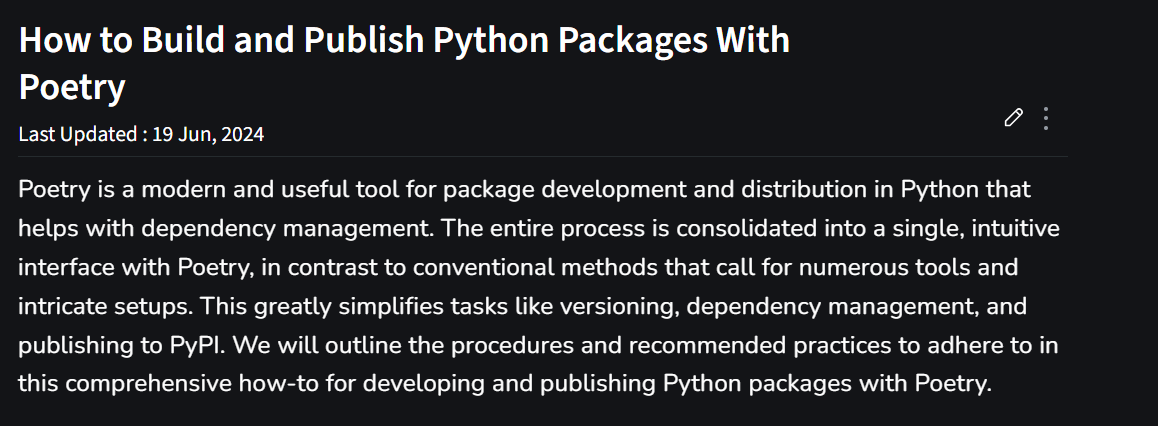 How to Build and Publish Python Packages With
Poetry
Last Updated : 19 Jun, 2024
Poetry is a modern and useful tool for package development and distribution in Python that
helps with dependency management. The entire process is consolidated into a single, intuitive
interface with Poetry, in contrast to conventional methods that call for numerous tools and
intricate setups. This greatly simplifies tasks like versioning, dependency management, and
publishing to PyPI. We will outline the procedures and recommended practices to adhere to in
this comprehensive how-to for developing and publishing Python packages with Poetry.